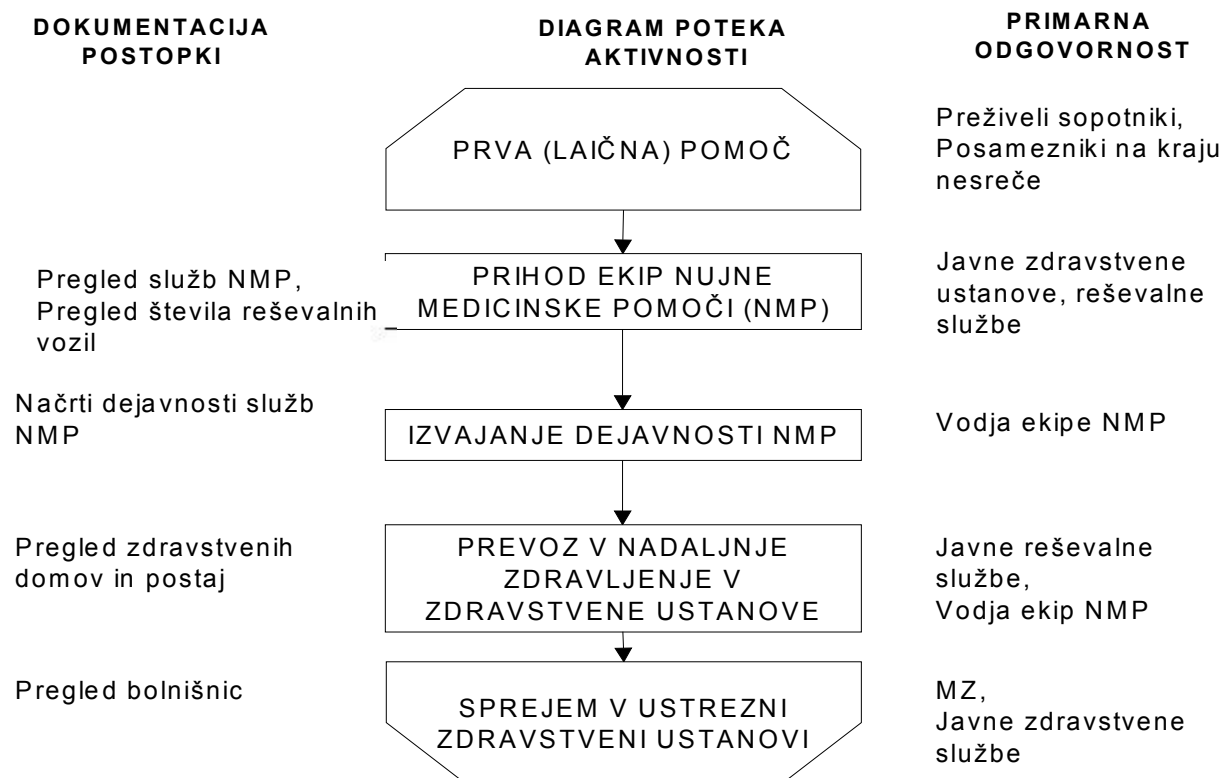 DOKUMENTACIJA
POSTOPKI
DIAGRAM POTEKA
AKTIVNOSTI
PRIMARNA
ODGOVORNOST
PRVA (LAIČNA) POMOČ
Preživeli sopotniki,
Posamezniki na kraju
nesreče
Pregled služb NMP,
Pregled števila reševalnih
vozil
PRIHOD EKIP NUJNE
MEDICINSKE POMOČI (NMP)
Javne zdravstvene
ustanove, reševalne
službe
Načrti dejavnosti služb
NMP
IZVAJANJE DEJAVNOSTI NMP
Vodja ekipe NMP
Pregled zdravstvenih
domov in postaj
PREVOZ V NADALJNJE
ZDRAVLJENJE V
ZDRAVSTVENE USTANOVE
Javne reševalne
službe,
Vodja ekip NMP
Pregled bolnišnic
SPREJEM V USTREZNI
ZDRAVSTVENI USTANOVI
MZ,
Javne zdravstvene
službe